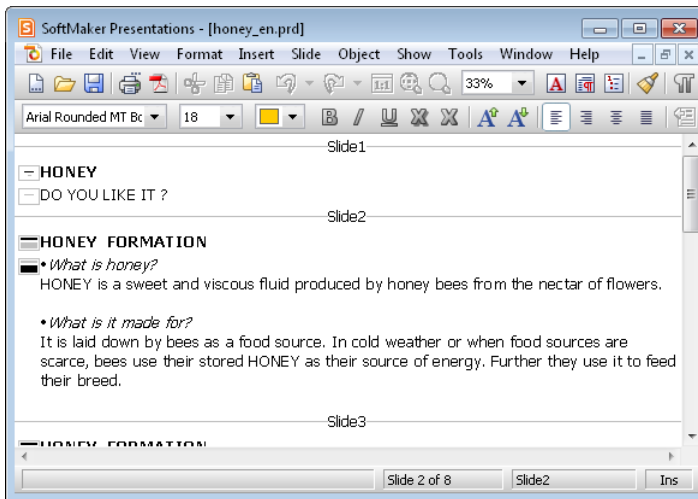 SoftMaker Presentations - [honey_en.prd]
File Edit View Format Insert Slide Object Show Tools Window Help
1:1 33% A
Arial Rounded MT Bc 18 B I U X X A A
Slide1
HONEY
DO YOU LIKE IT ?
Slide2
HONEY FORMATION
• What is honey?
HONEY is a sweet and viscous fluid produced by honey bees from the nectar of flowers.
• What is it made for?
It is laid down by bees as a food source. In cold weather or when food sources are
scarce, bees use their stored HONEY as their source of energy. Further they use it to feed
their breed.
Slide3
HONEY FORMATION
Slide 2 of 8 Slide2 Ins